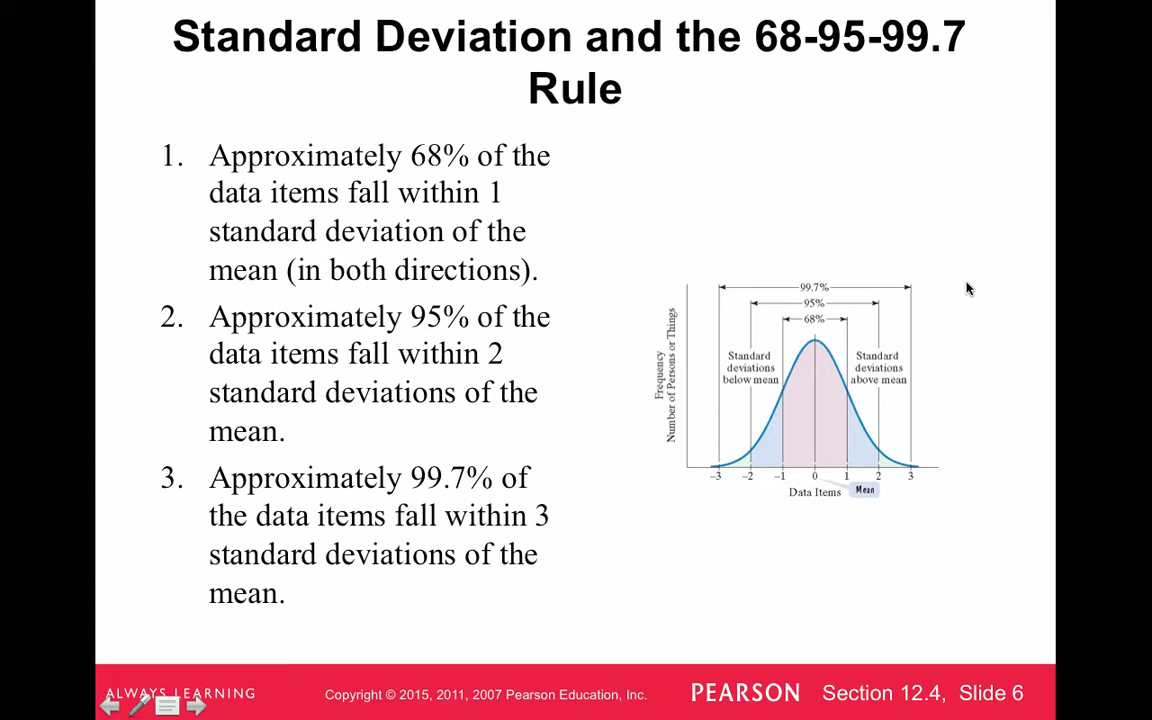 Standard Deviation and the 68-95-99.7
Rule
1. Approximately 68% of the
data items fall within 1
standard deviation of the
mean (in both directions).
2. Approximately 95% of the
data items fall within 2
standard deviations of the
mean.
3. Approximately 99.7% of
the data items fall within 3
standard deviations of the
mean.
99.7%
95%
68%
Frequency
Number of Persons or Things
Standard
deviations
below mean
Standard
deviations
above mean
−3 −2 −1 0 1 2 3
Data Items
Mean
ALWAYS LEARNING
Copyright © 2015, 2011, 2007 Pearson Education, Inc.
PEARSON
Section 12.4, Slide 6